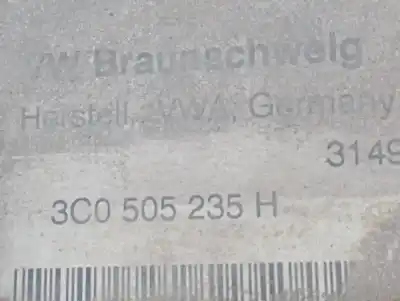 VW Braunschweig
Herstell. VWA, Germany
3149
3C0 505 235 H